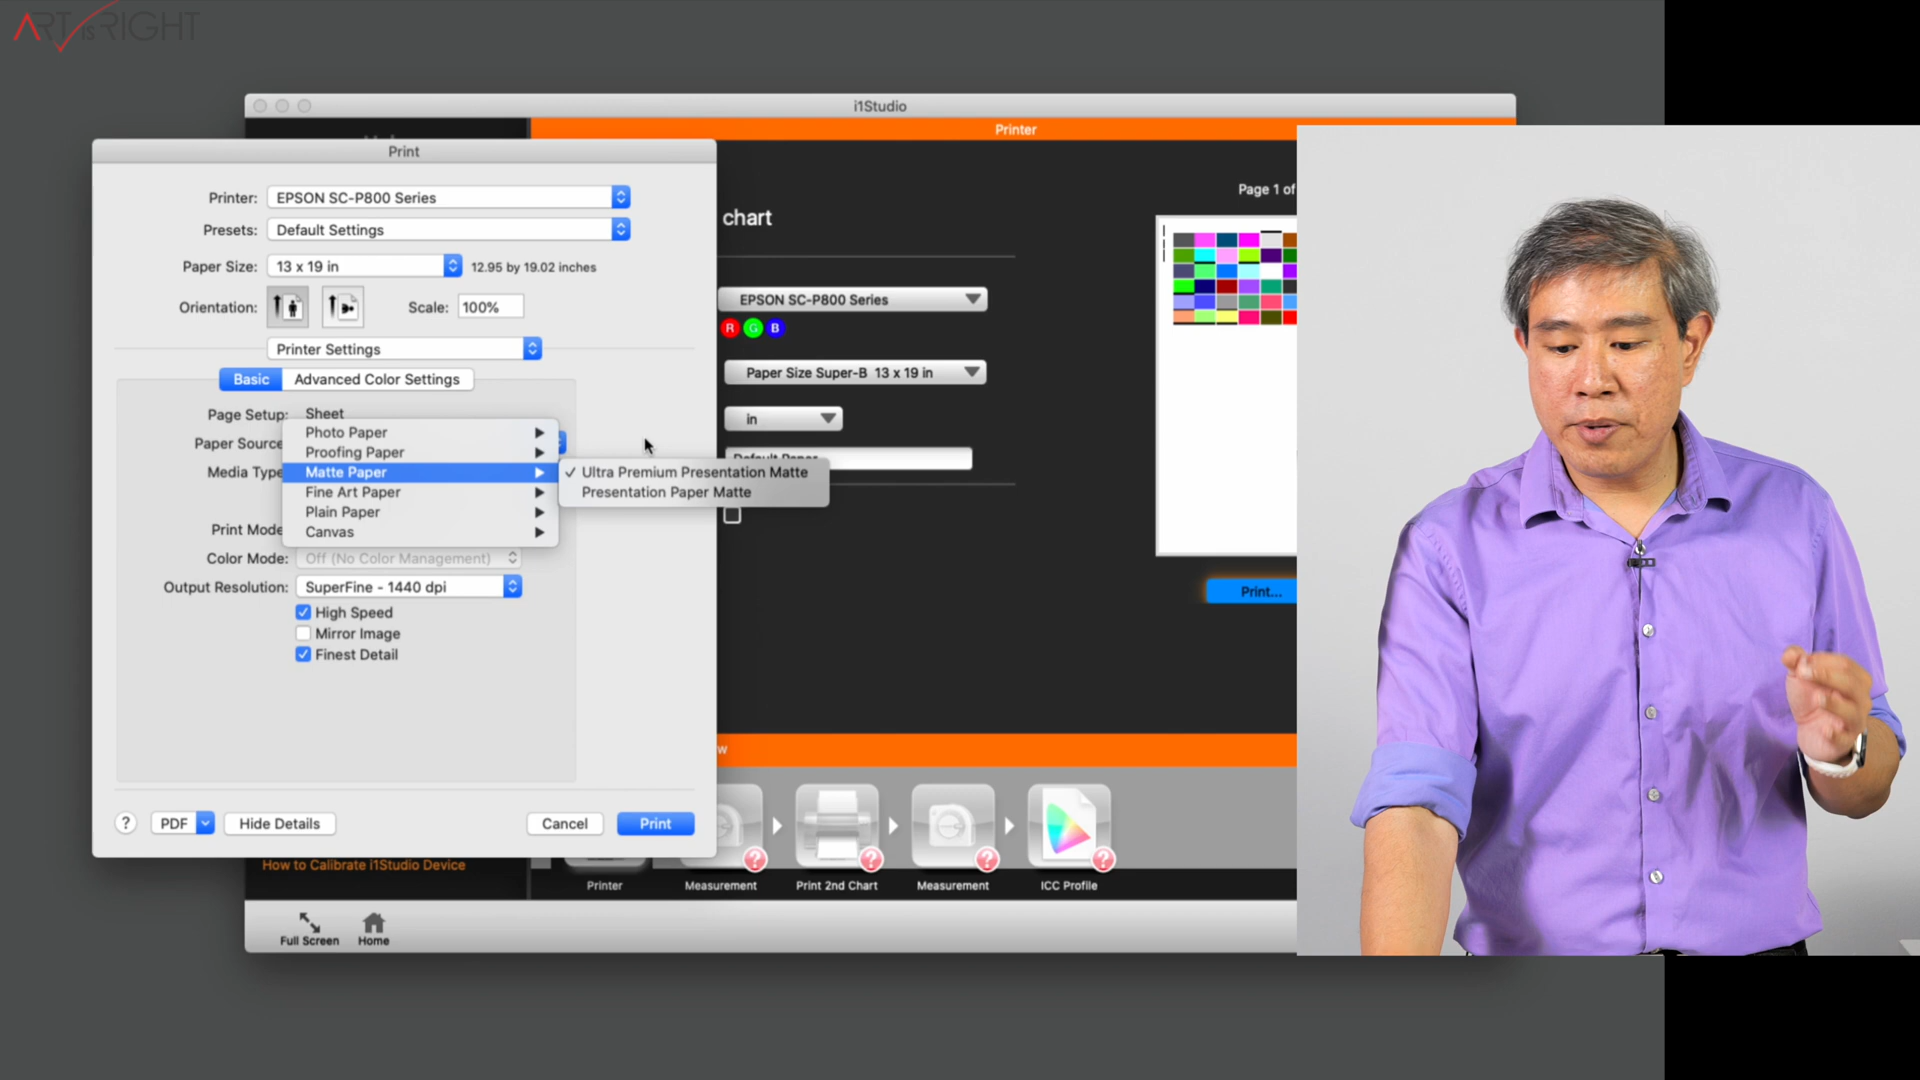 ART is RIGHT
i1Studio
Printer
Print
Printer: EPSON SC-P800 Series
Presets: Default Settings
Paper Size: 13 x 19 in 12.95 by 19.02 inches
Orientation: Scale: 100%
Printer Settings
Basic Advanced Color Settings
Page Setup: Sheet
Paper Source
Media Type
Photo Paper
Proofing Paper
Matte Paper
Fine Art Paper
Plain Paper
Canvas
✓ Ultra Premium Presentation Matte
Presentation Paper Matte
Print Mode
Color Mode: Off (No Color Management)
Output Resolution: SuperFine - 1440 dpi
High Speed
Mirror Image
Finest Detail
? PDF Hide Details Cancel Print
chart
EPSON SC-P800 Series
R G B
Paper Size Super-B 13 x 19 in
in
Default Paper
Page 1 of
Print...
w
? ? ? ?
Printer Measurement Print 2nd Chart Measurement ICC Profile
How to Calibrate i1Studio Device
Full Screen Home